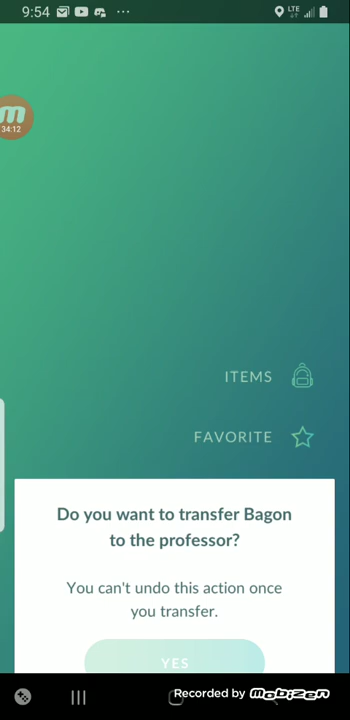 9:54
LTE
34:12
ITEMS
FAVORITE
Do you want to transfer Bagon
to the professor?
You can't undo this action once
you transfer.
YES
Recorded by mobizen